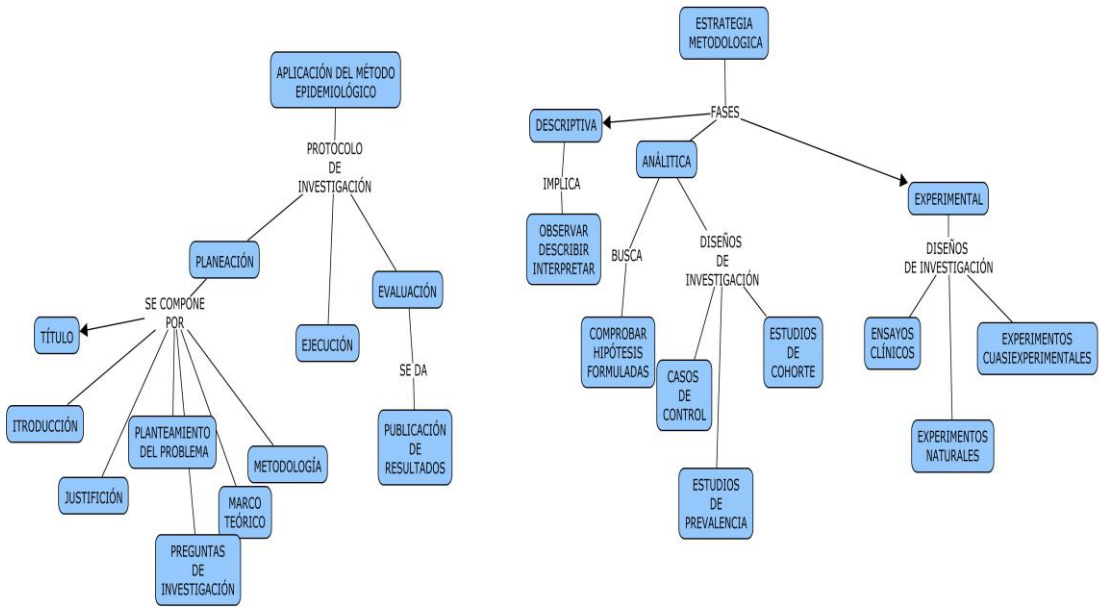 APLICACIÓN DEL MÉTODO
EPIDEMIOLÓGICO
PROTOCOLO
DE
INVESTIGACIÓN
PLANEACIÓN
SE COMPONE
POR
TÍTULO
ITRODUCCIÓN
JUSTIFICIÓN
PLANTEAMIENTO
DEL PROBLEMA
PREGUNTAS
DE
INVESTIGACIÓN
MARCO
TEÓRICO
METODOLOGÍA
EJECUCIÓN
EVALUACIÓN
SE DA
PUBLICACIÓN
DE
RESULTADOS
ESTRATEGIA
METODOLOGICA
FASES
DESCRIPTIVA
IMPLICA
OBSERVAR
DESCRIBIR
INTERPRETAR
ANÁLITICA
BUSCA
COMPROBAR
HIPÓTESIS
FORMULADAS
DISEÑOS
DE
INVESTIGACIÓN
CASOS
DE
CONTROL
ESTUDIOS
DE
PREVALENCIA
ESTUDIOS
DE
COHORTE
EXPERIMENTAL
DISEÑOS
DE INVESTIGACIÓN
ENSAYOS
CLÍNICOS
EXPERIMENTOS
NATURALES
EXPERIMENTOS
CUASIEXPERIMENTALES